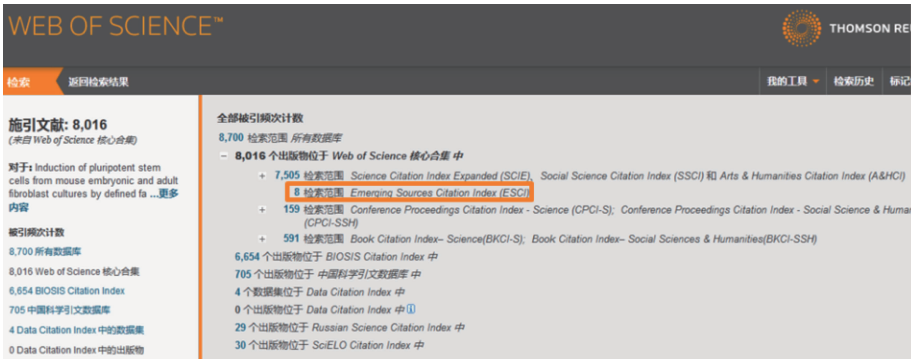 WEB OF SCIENCE™
THOMSON RE
检索
返回检索结果
我的工具
检索历史
标记
施引文献: 8,016
(来自 Web of Science 核心合集)
对于: Induction of pluripotent stem
cells from mouse embryonic and adult
fibroblast cultures by defined fa ...更多
内容
被引频次计数
8,700 所有数据库
8,016 Web of Science 核心合集
6,654 BIOSIS Citation Index
705 中国科学引文数据库
4 Data Citation Index 中的数据集
0 Data Citation Index 中的出版物
全部被引频次计数
8,700 检索范围 所有数据库
8,016 个出版物位于 Web of Science 核心合集 中
7,505 检索范围 Science Citation Index Expanded (SCIE), Social Science Citation Index (SSCI) 和 Arts & Humanities Citation Index (A&HCI)
8 检索范围 Emerging Sources Citation Index (ESCI)
159 检索范围 Conference Proceedings Citation Index - Science (CPCI-S); Conference Proceedings Citation Index - Social Science & Huma
(CPCI-SSH)
591 检索范围 Book Citation Index– Science(BKCI-S); Book Citation Index– Social Sciences & Humanities(BKCI-SSH)
6,654 个出版物位于 BIOSIS Citation Index 中
705 个出版物位于 中国科学引文数据库 中
4 个数据集位于 Data Citation Index 中
0 个出版物位于 Data Citation Index 中
29 个出版物位于 Russian Science Citation Index 中
30 个出版物位于 SciELO Citation Index 中